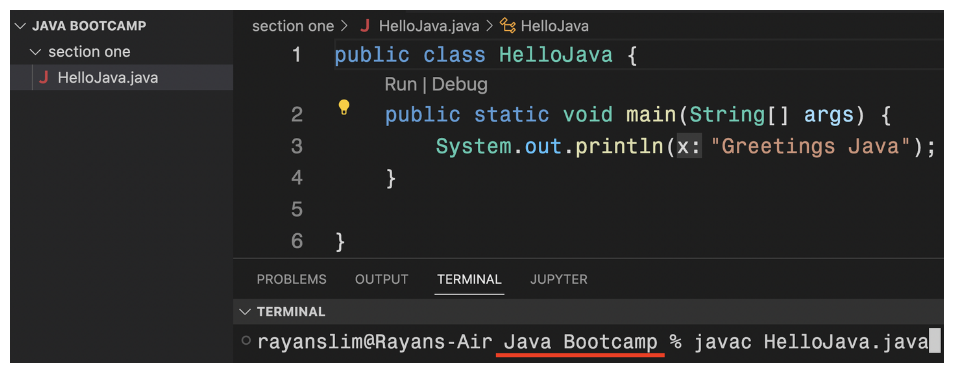 JAVA BOOTCAMP
section one
J HelloJava.java
section one > J HelloJava.java > HelloJava
1 public class HelloJava {
Run | Debug
2 public static void main(String[] args) {
3 System.out.println(x: "Greetings Java");
4 }
5
6 }
PROBLEMS OUTPUT TERMINAL JUPYTER
TERMINAL
rayanslim@Rayans-Air Java Bootcamp % javac HelloJava.java